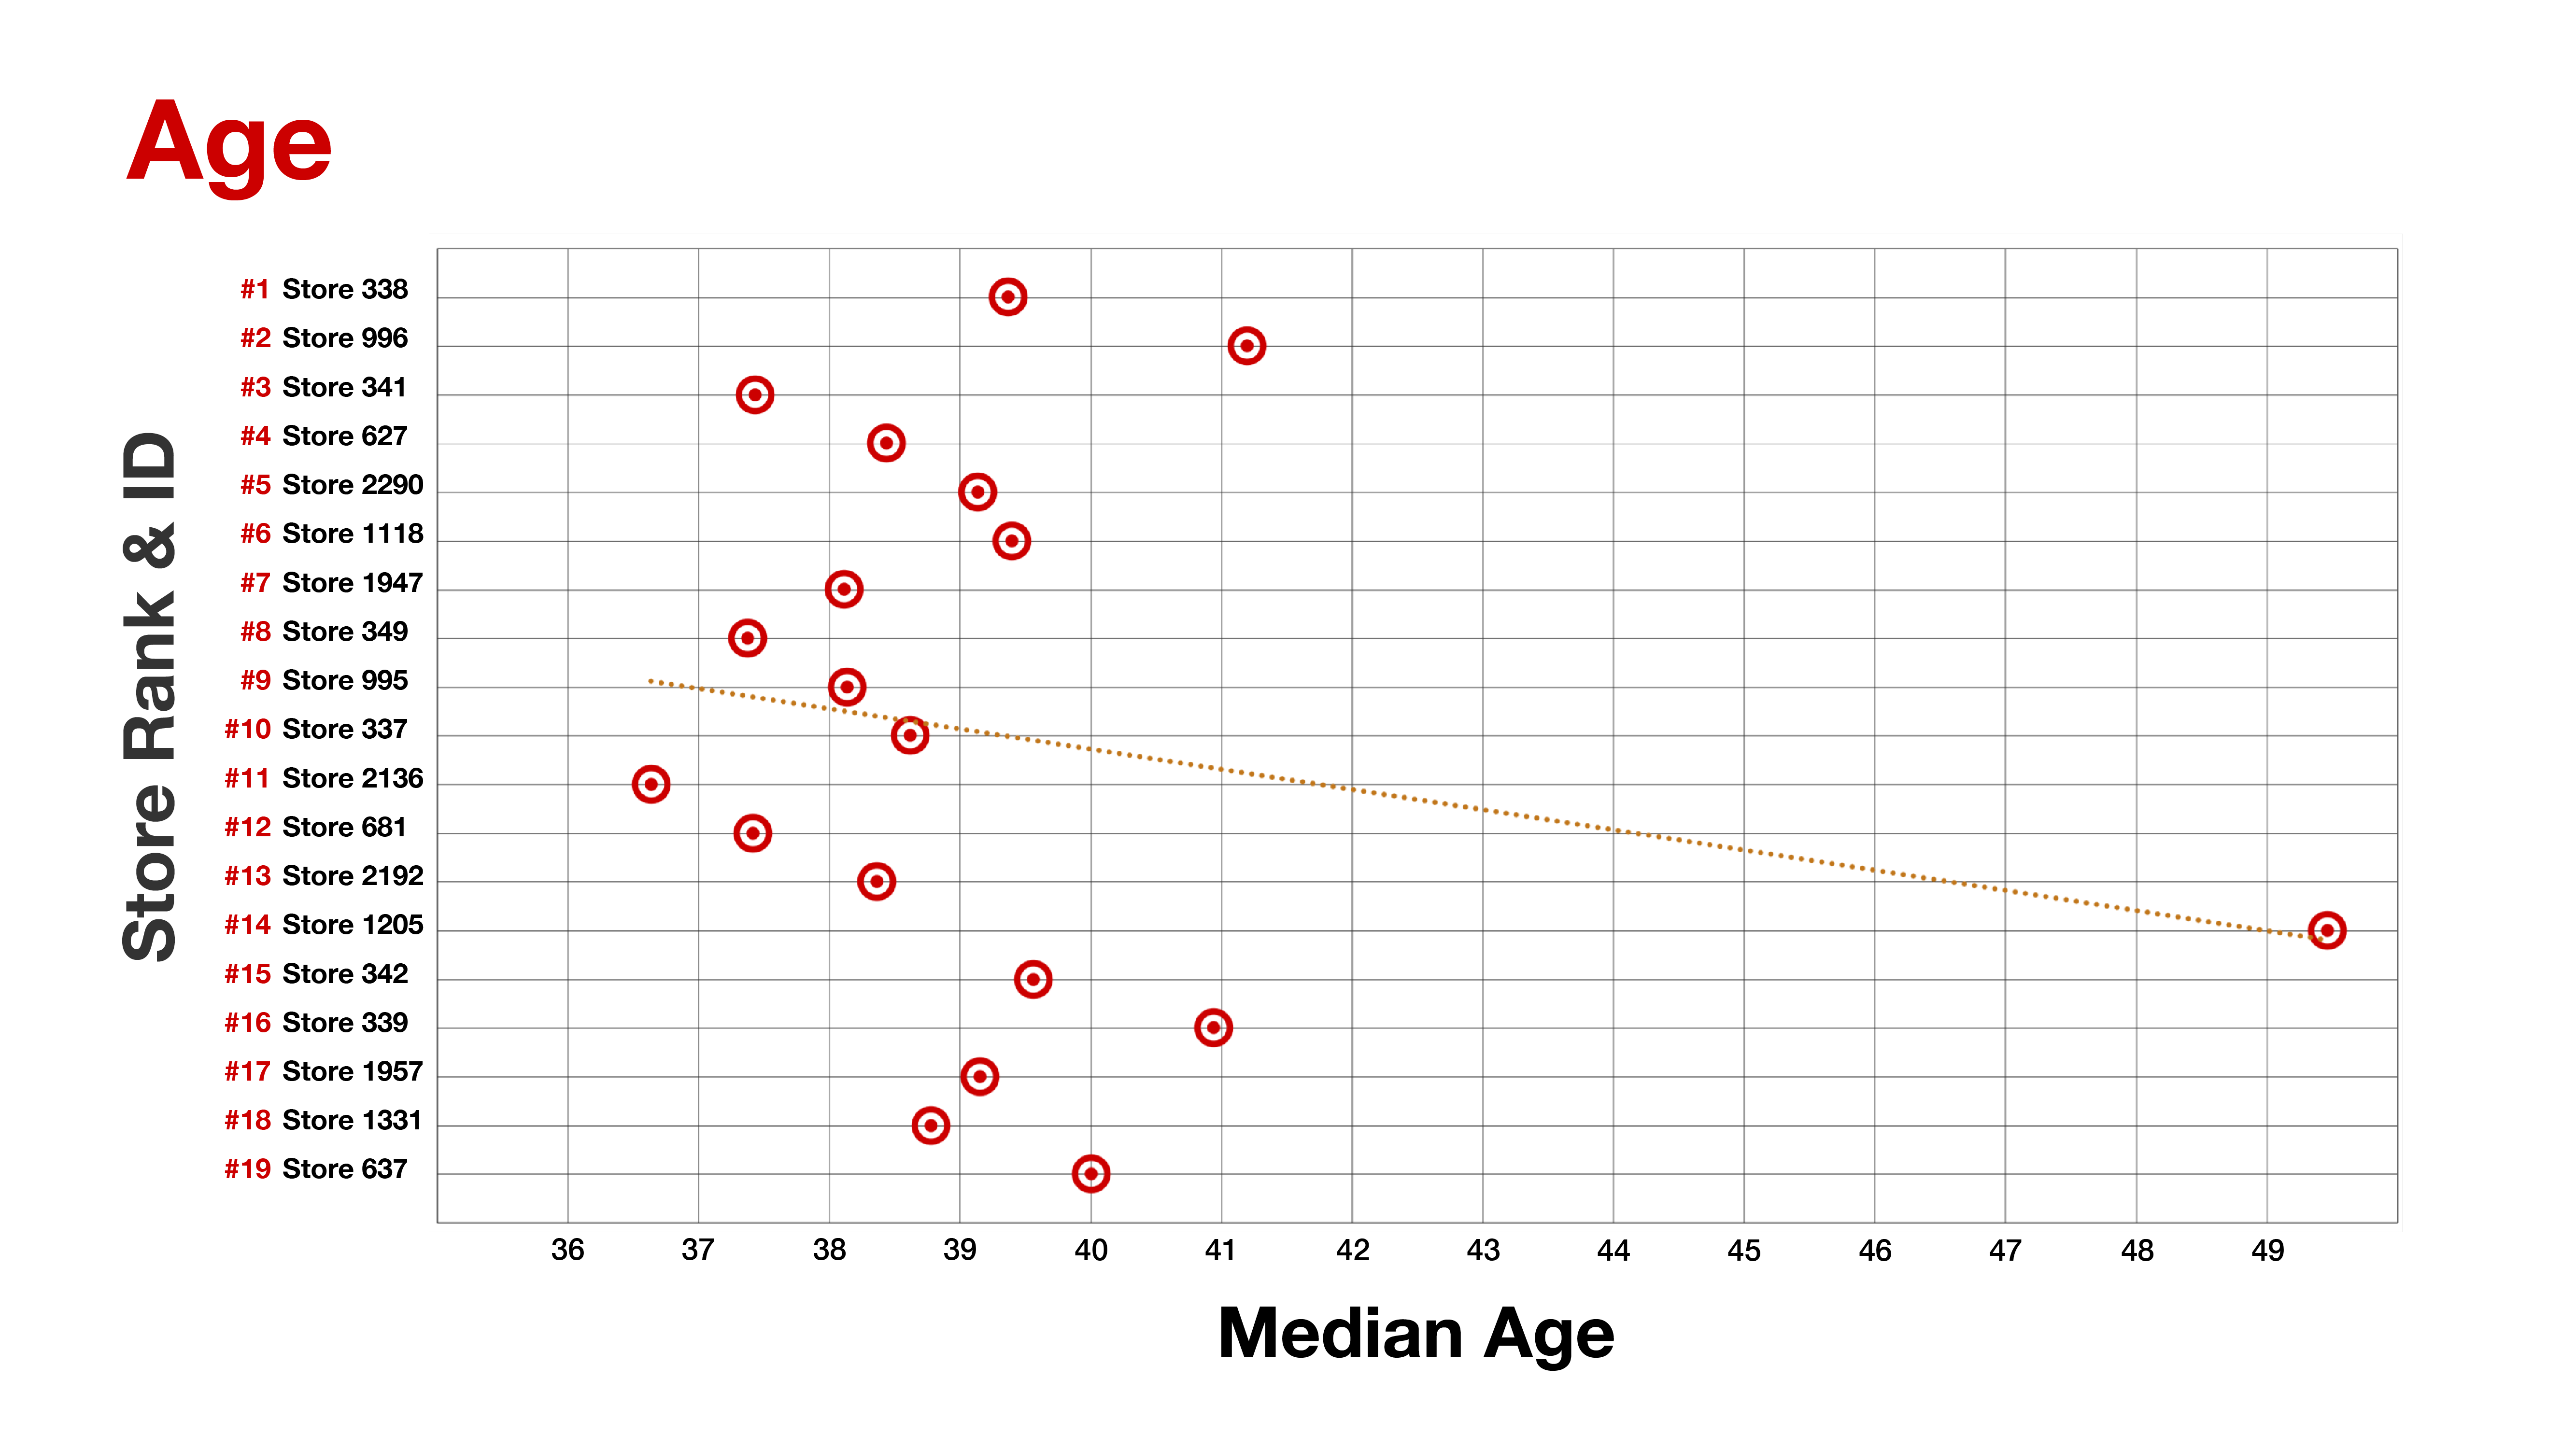 Age
Store Rank & ID
#1 Store 338
#2 Store 996
#3 Store 341
#4 Store 627
#5 Store 2290
#6 Store 1118
#7 Store 1947
#8 Store 349
#9 Store 995
#10 Store 337
#11 Store 2136
#12 Store 681
#13 Store 2192
#14 Store 1205
#15 Store 342
#16 Store 339
#17 Store 1957
#18 Store 1331
#19 Store 637
36 37 38 39 40 41 42 43 44 45 46 47 48 49
Median Age